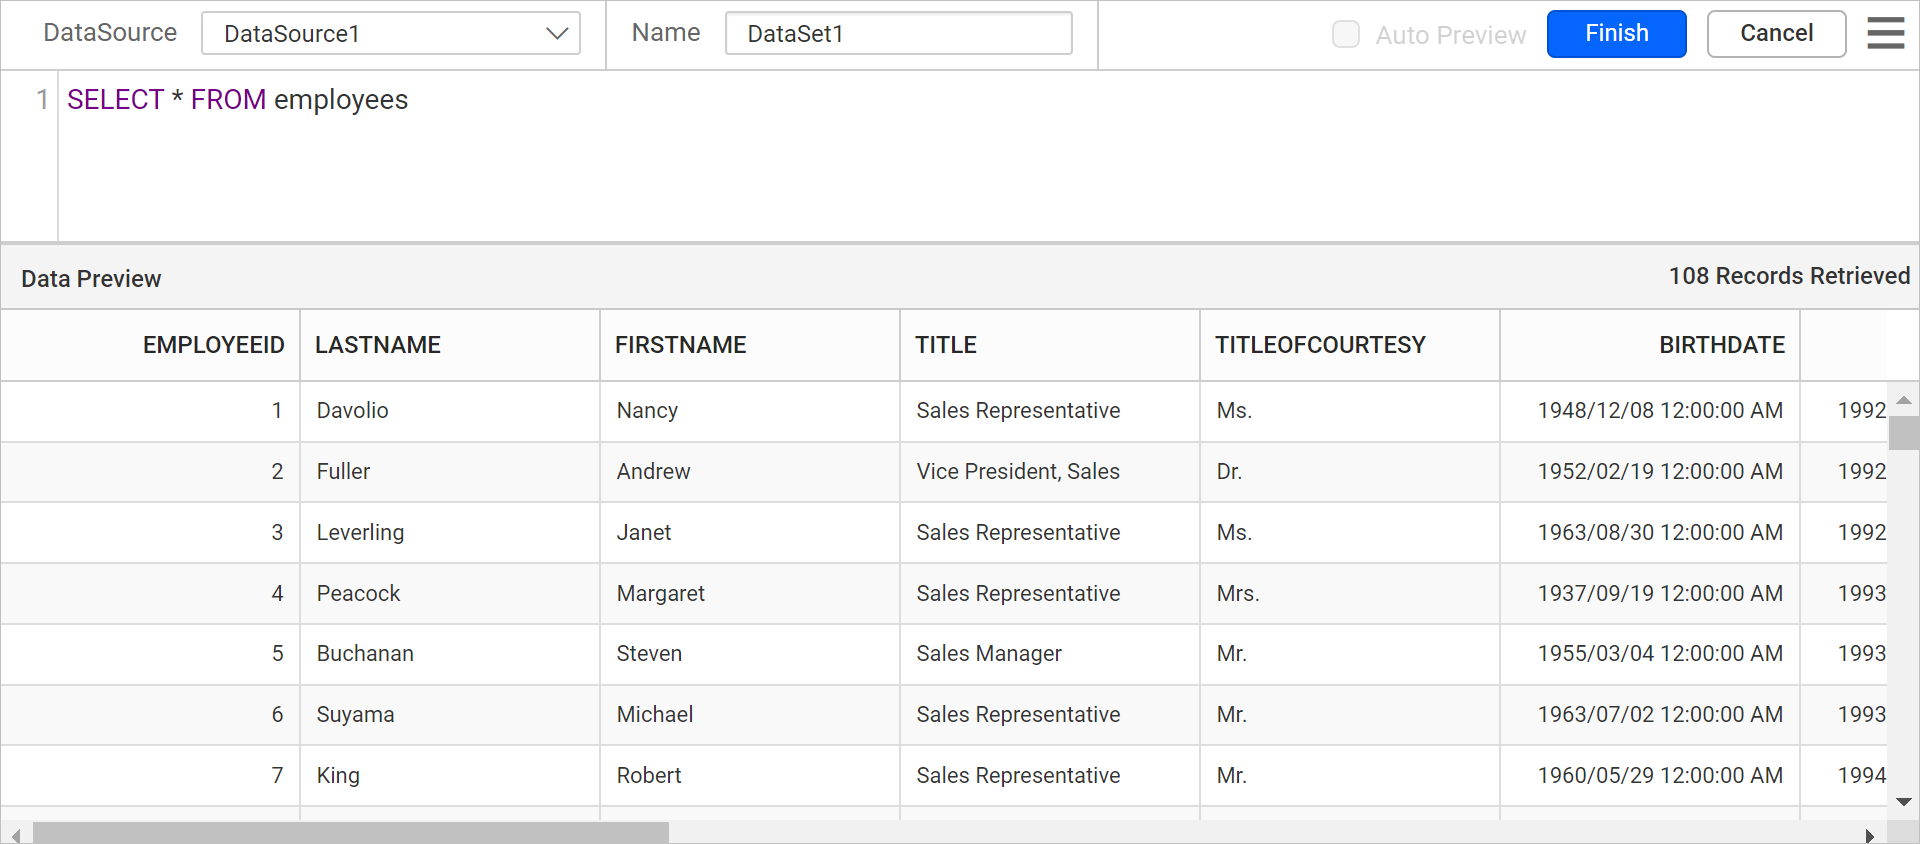 DataSource DataSource1 Name DataSet1 Auto Preview Finish Cancel
1 SELECT * FROM employees
Data Preview 108 Records Retrieved
EMPLOYEEID LASTNAME FIRSTNAME TITLE TITLEOFCOURTESY BIRTHDATE
1 Davolio Nancy Sales Representative Ms. 1948/12/08 12:00:00 AM 1992
2 Fuller Andrew Vice President, Sales Dr. 1952/02/19 12:00:00 AM 1992
3 Leverling Janet Sales Representative Ms. 1963/08/30 12:00:00 AM 1992
4 Peacock Margaret Sales Representative Mrs. 1937/09/19 12:00:00 AM 1993
5 Buchanan Steven Sales Manager Mr. 1955/03/04 12:00:00 AM 1993
6 Suyama Michael Sales Representative Mr. 1963/07/02 12:00:00 AM 1993
7 King Robert Sales Representative Mr. 1960/05/29 12:00:00 AM 1994